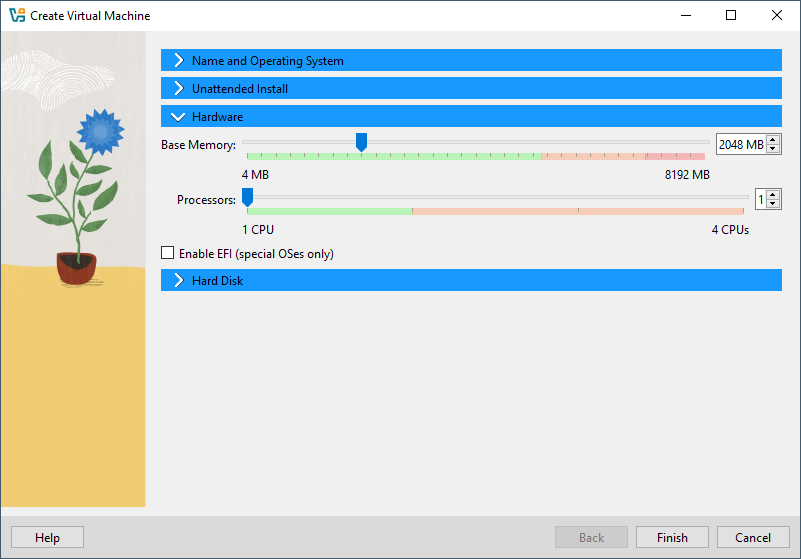 Create Virtual Machine
Name and Operating System
Unattended Install
Hardware
Base Memory: 2048 MB
4 MB 8192 MB
Processors: 1
1 CPU 4 CPUs
Enable EFI (special OSes only)
Hard Disk
Help Back Finish Cancel